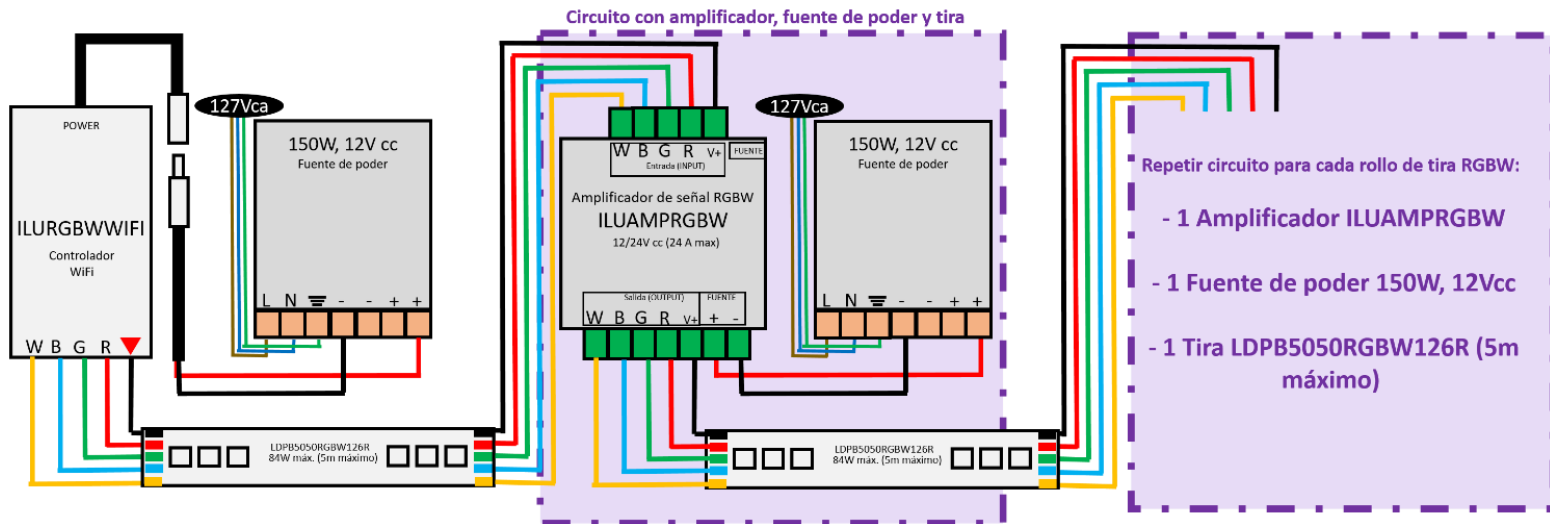 Circuito con amplificador, fuente de poder y tira
POWER
ILURGBWWIFI
Controlador
WiFi
W B G R
127Vca
150W, 12V cc
Fuente de poder
L N - - + +
LDPB5050RGBW126R
84W máx. (5m máximo)
W B G R V+
FUENTE
Entrada (INPUT)
Amplificador de señal RGBW
ILUAMPRGBW
12/24V cc (24 A max)
Salida (OUTPUT)
FUENTE
W B G R V+ + -
127Vca
150W, 12V cc
Fuente de poder
L N - - + +
LDPB5050RGBW126R
84W máx. (5m máximo)
Repetir circuito para cada rollo de tira RGBW:
- 1 Amplificador ILUAMPRGBW
- 1 Fuente de poder 150W, 12Vcc
- 1 Tira LDPB5050RGBW126R (5m
máximo)